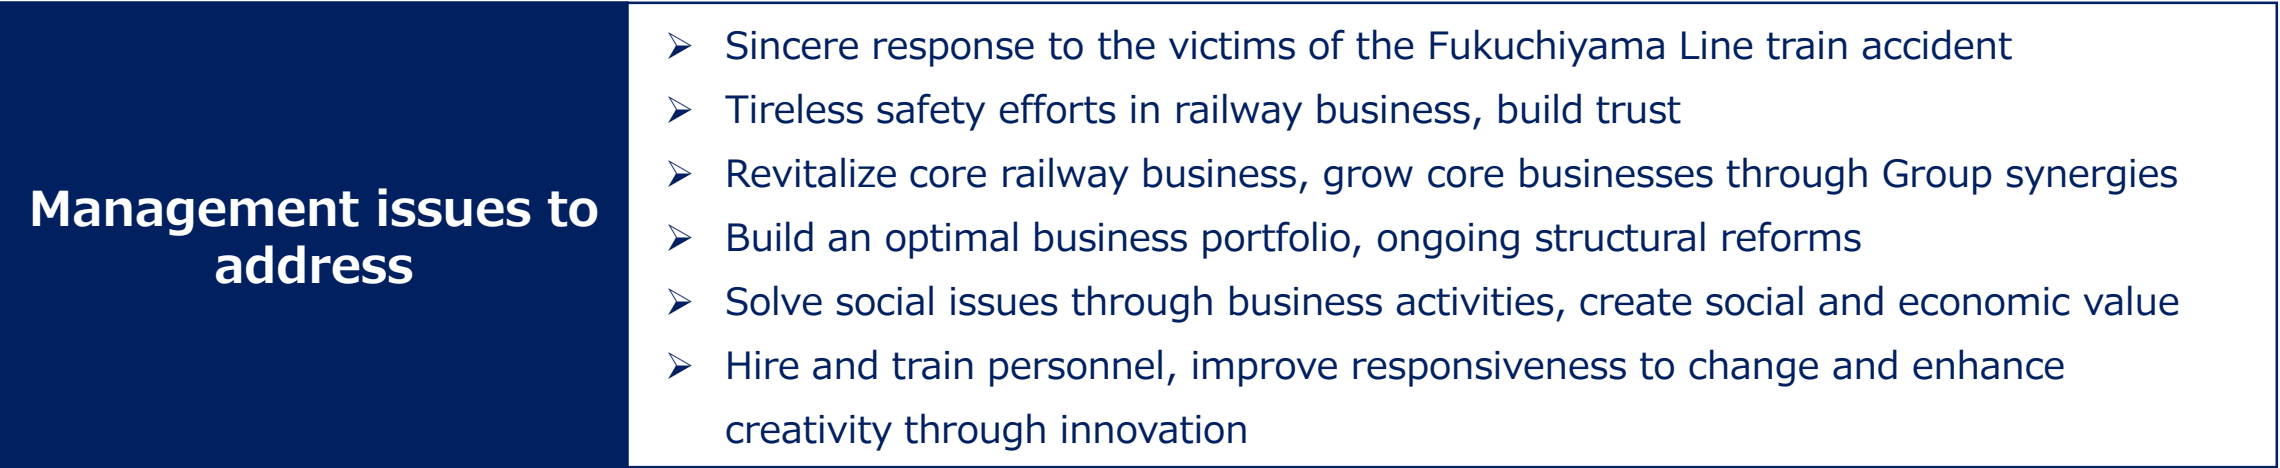 Management issues to
address
➢ Sincere response to the victims of the Fukuchiyama Line train accident
➢ Tireless safety efforts in railway business, build trust
➢ Revitalize core railway business, grow core businesses through Group synergies
➢ Build an optimal business portfolio, ongoing structural reforms
➢ Solve social issues through business activities, create social and economic value
➢ Hire and train personnel, improve responsiveness to change and enhance
creativity through innovation